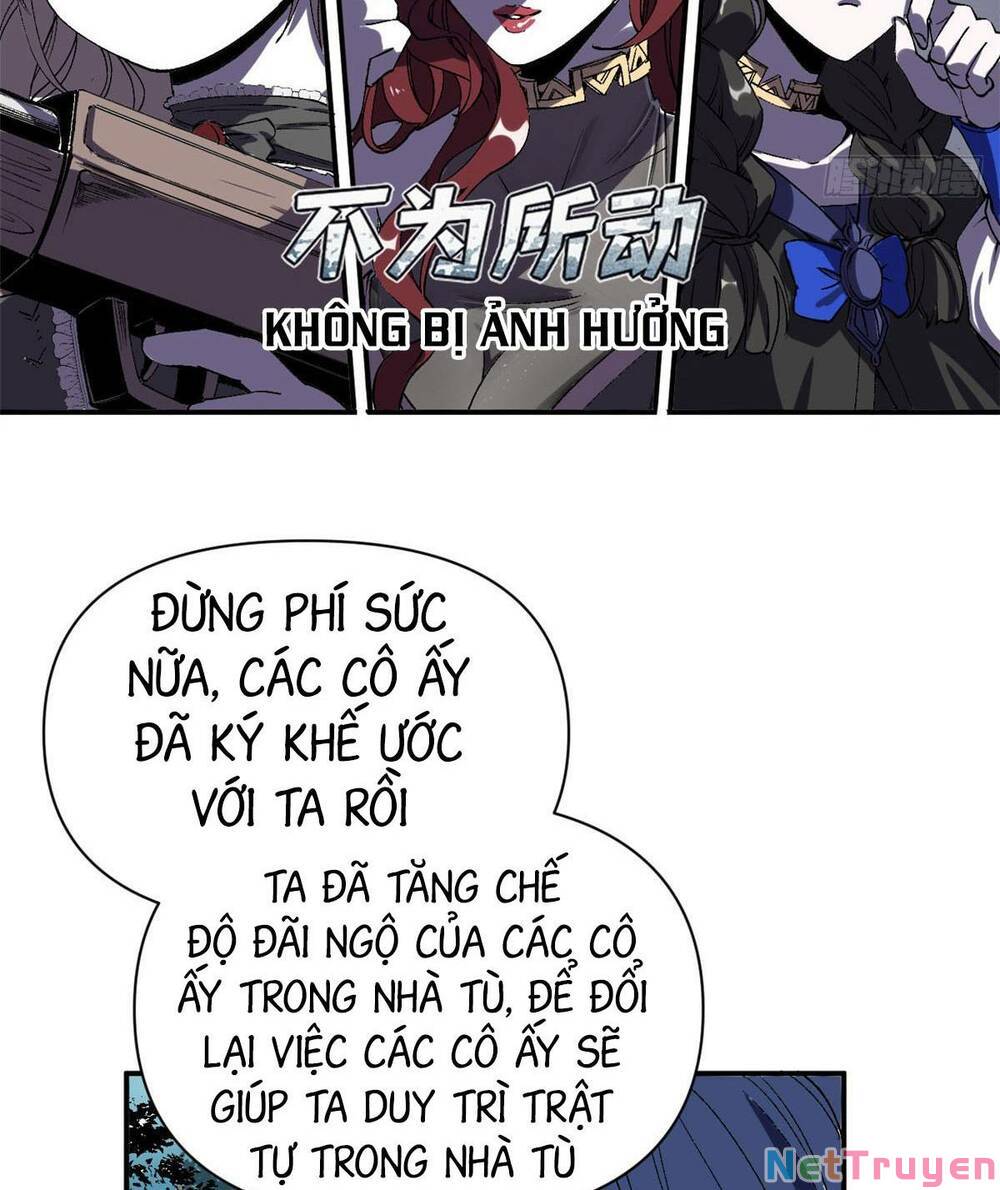 不为所动
KHÔNG BỊ ẢNH HƯỞNG
ĐỪNG PHÍ SỨC
NỮA, CÁC CÔ ẤY
ĐÃ KÝ KHẾ ƯỚC
VỚI TA RỒI
TA ĐÃ TĂNG CHẾ
ĐỘ ĐÃI NGỘ CỦA CÁC CÔ
ẤY TRONG NHÀ TÙ, ĐỂ ĐỔI
LẠI VIỆC CÁC CÔ ẤY SẼ
GIÚP TA DUY TRÌ TRẬT
TỰ TRONG NHÀ TÙ
NetTruyen